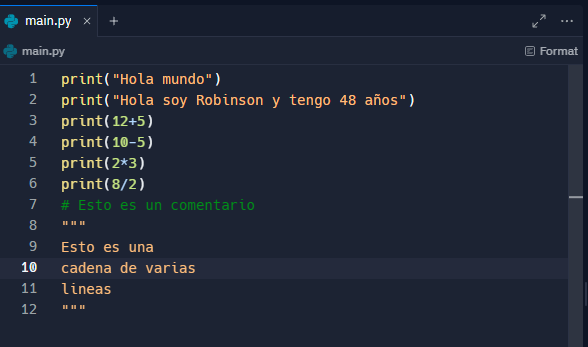 main.py × +
main.py Format
1 print("Hola mundo")
2 print("Hola soy Robinson y tengo 48 años")
3 print(12+5)
4 print(10-5)
5 print(2*3)
6 print(8/2)
7 # Esto es un comentario
8 """
9 Esto es una
10 cadena de varias
11 lineas
12 """